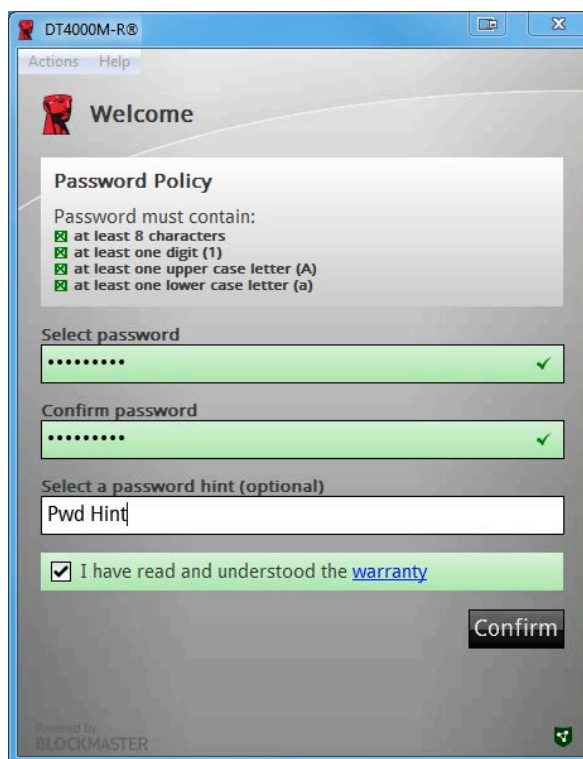 DT4000M-R®
Actions Help
Welcome
Password Policy
Password must contain:
at least 8 characters
at least one digit (1)
at least one upper case letter (A)
at least one lower case letter (a)
Select password
•••••••••
Confirm password
•••••••••
Select a password hint (optional)
Pwd Hint
I have read and understood the warranty
Confirm
Powered by
BLOCKMASTER